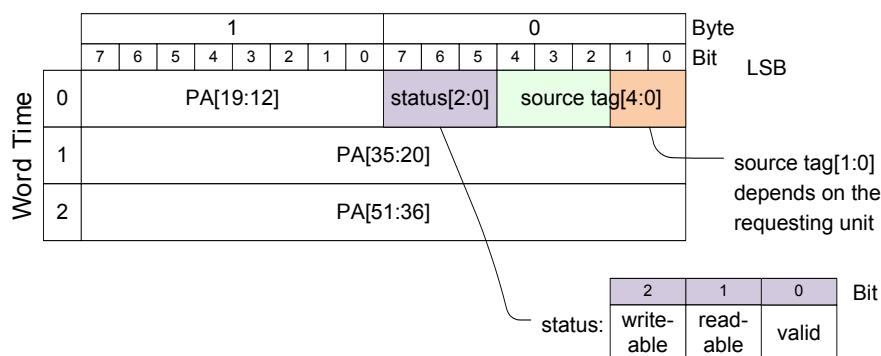 1 0 Byte
7 6 5 4 3 2 1 0 7 6 5 4 3 2 1 0 Bit
LSB
Word Time
0 PA[19:12] status[2:0] source tag[4:0]
1 PA[35:20]
2 PA[51:36]
source tag[1:0]
depends on the
requesting unit
2 1 0 Bit
status: write- read- valid
able able